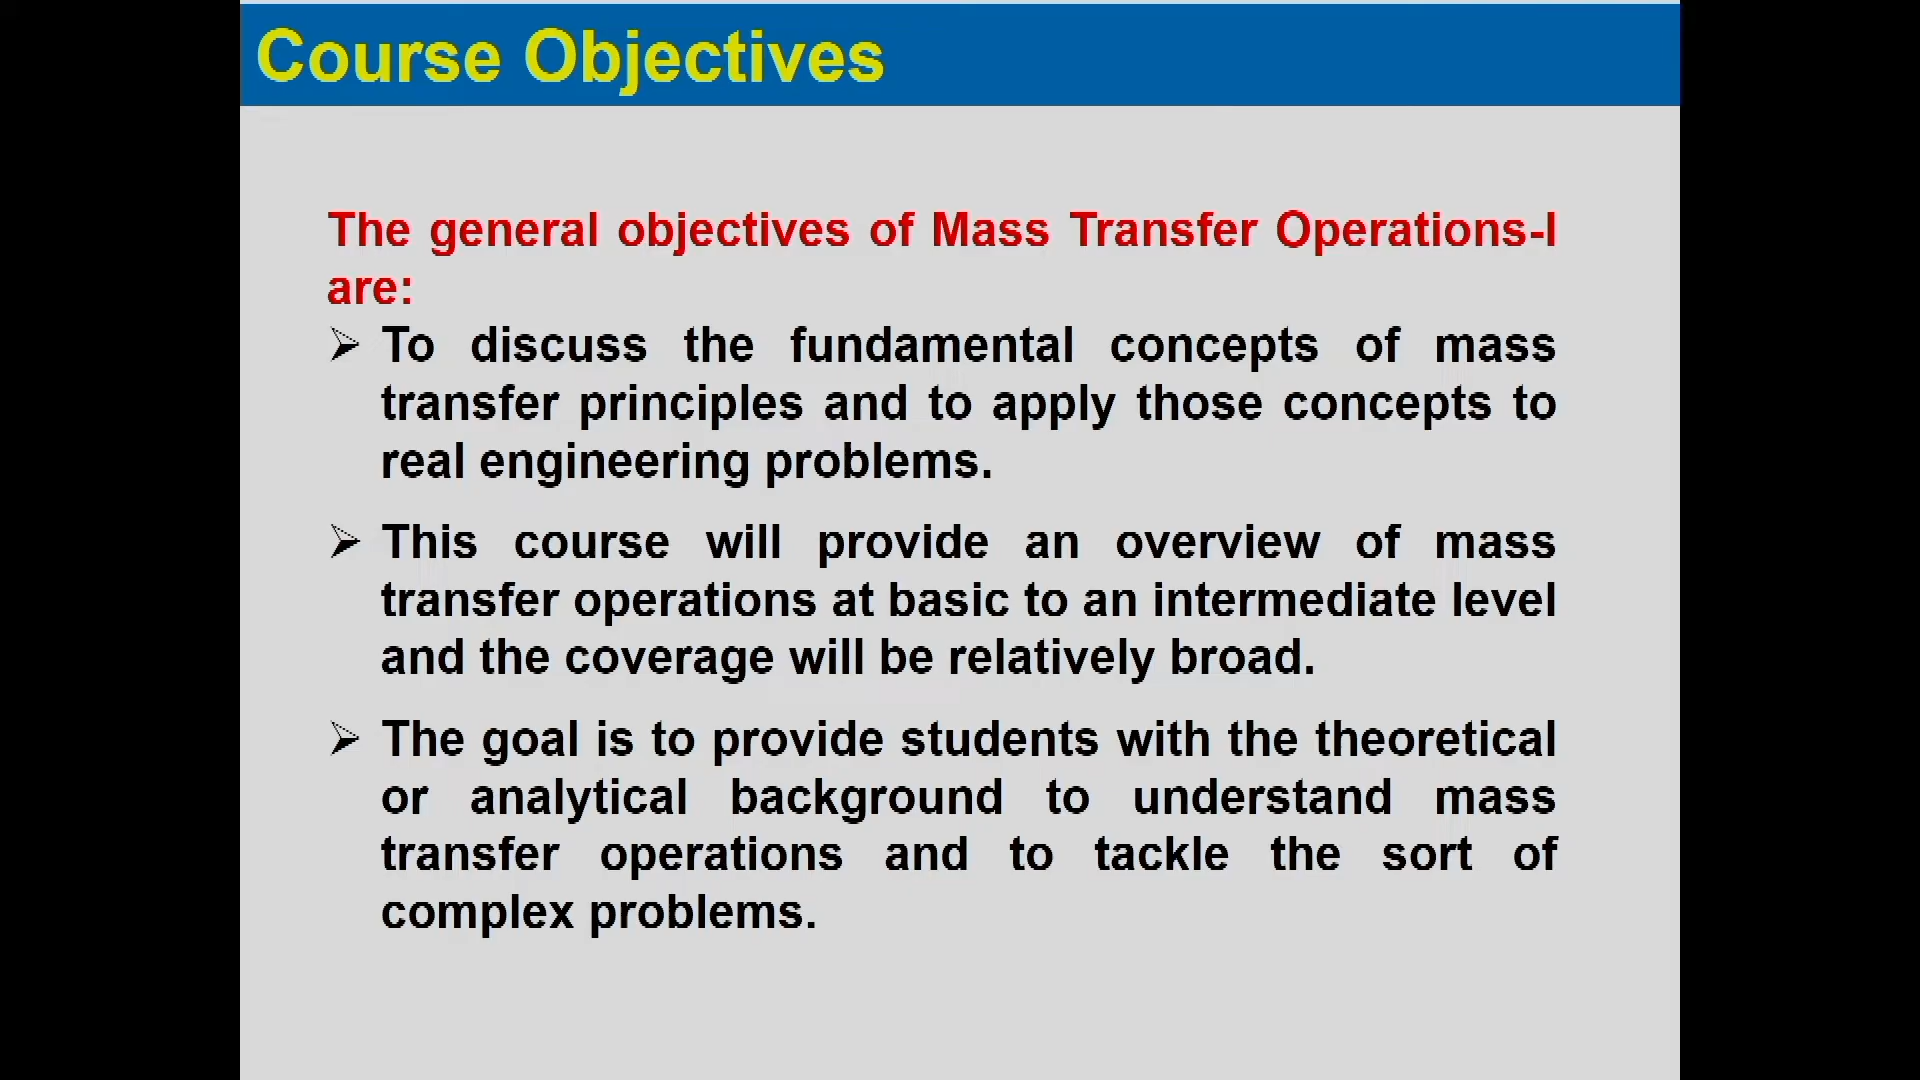 Course Objectives
The general objectives of Mass Transfer Operations-I
are:
➢ To discuss the fundamental concepts of mass
transfer principles and to apply those concepts to
real engineering problems.
➢ This course will provide an overview of mass
transfer operations at basic to an intermediate level
and the coverage will be relatively broad.
➢ The goal is to provide students with the theoretical
or analytical background to understand mass
transfer operations and to tackle the sort of
complex problems.